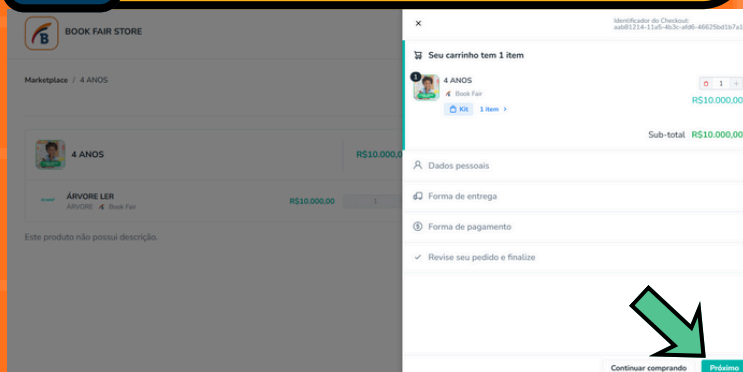 BOOK FAIR STORE
Marketplace / 4 ANOS
4 ANOS
R$10.000,0
ÁRVORE LER
ÁRVORE Book Fair
R$10.000,00
1
Este produto não possui descrição.
Identificador do Checkout:
aab81214-11a5-4b3c-afd6-46625bd1b7a1
Seu carrinho tem 1 item
1
4 ANOS
Book Fair
Kit 1 item >
1 +
R$10.000,00
Sub-total R$10.000,00
Dados pessoais
Forma de entrega
Forma de pagamento
Revise seu pedido e finalize
Continuar comprando
Próximo